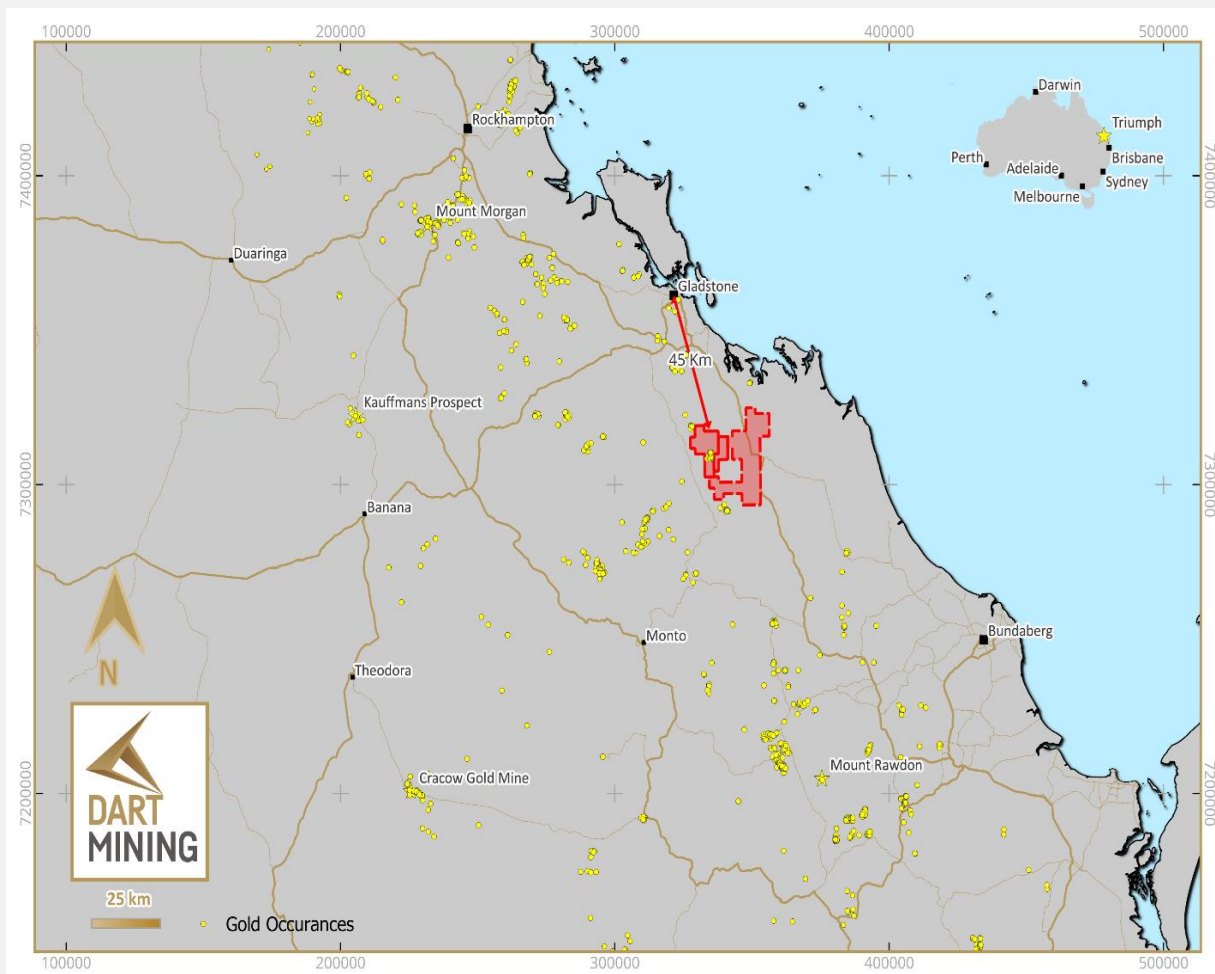 100000 200000 300000 400000 500000
Darwin
Triumph
Rockhampton
Perth
Brisbane
Adelaide
Sydney
Melbourne
7400000 7400000
Mount Morgan
Duaringa
Gladstone
45 Km
Kauffmans Prospect
7300000 7300000
Banana
Bundaberg
Monto
N
Theodora
Mount Rawdon
Cracow Gold Mine
7200000 7200000
DART
MINING
25 km
Gold Occurances
100000 200000 300000 400000 500000